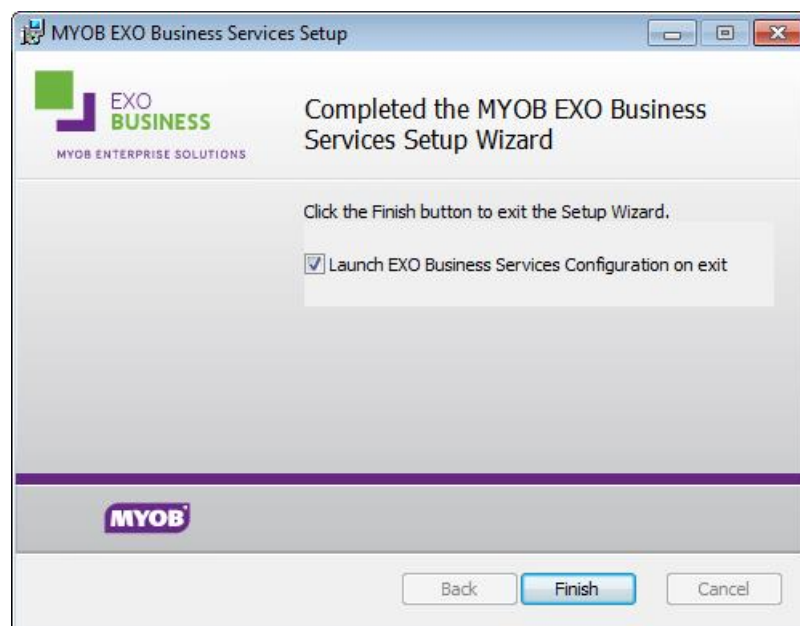 MYOB EXO Business Services Setup
EXO
BUSINESS
MYOB ENTERPRISE SOLUTIONS
Completed the MYOB EXO Business
Services Setup Wizard
Click the Finish button to exit the Setup Wizard.
Launch EXO Business Services Configuration on exit
MYOB
Back Finish Cancel